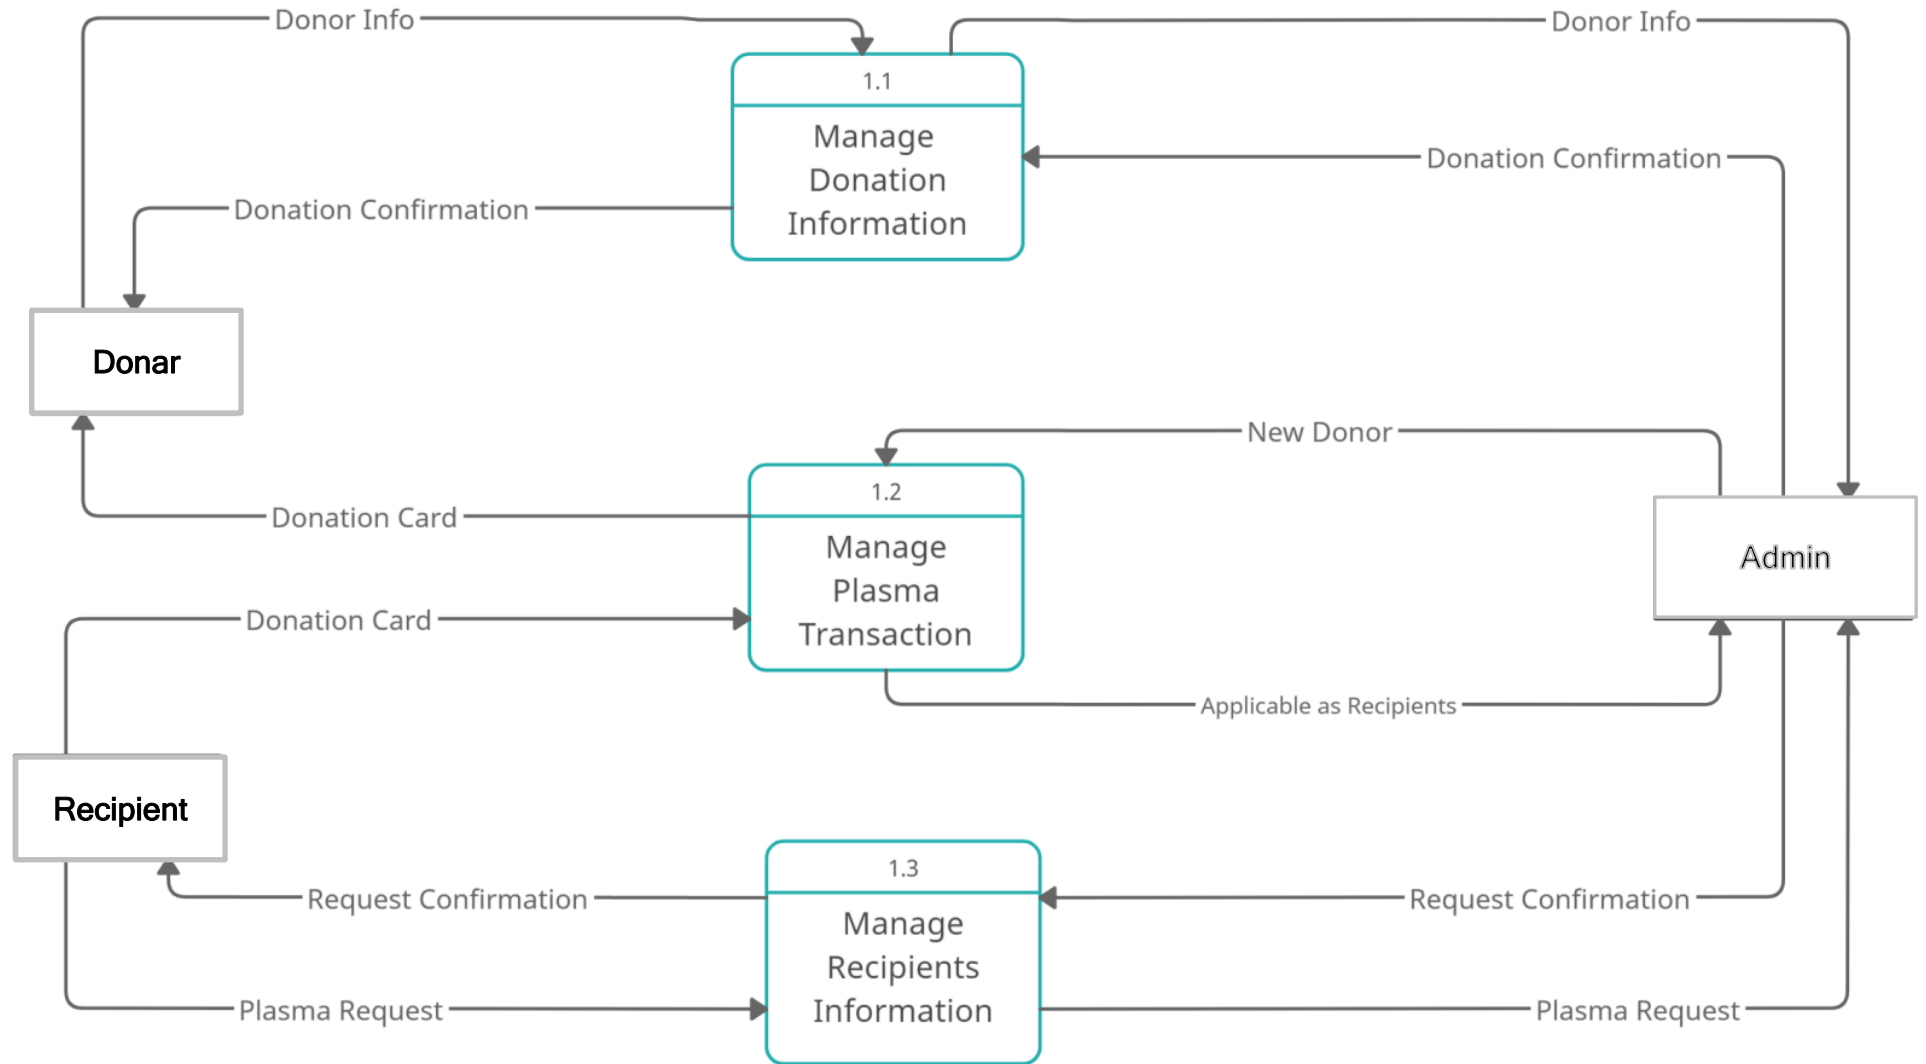 Donor Info
Donor Info
1.1
Manage
Donation
Information
Donation Confirmation
Donation Confirmation
Donar
New Donor
1.2
Manage
Plasma
Transaction
Donation Card
Admin
Donation Card
Applicable as Recipients
Recipient
1.3
Manage
Recipients
Information
Request Confirmation
Request Confirmation
Plasma Request
Plasma Request